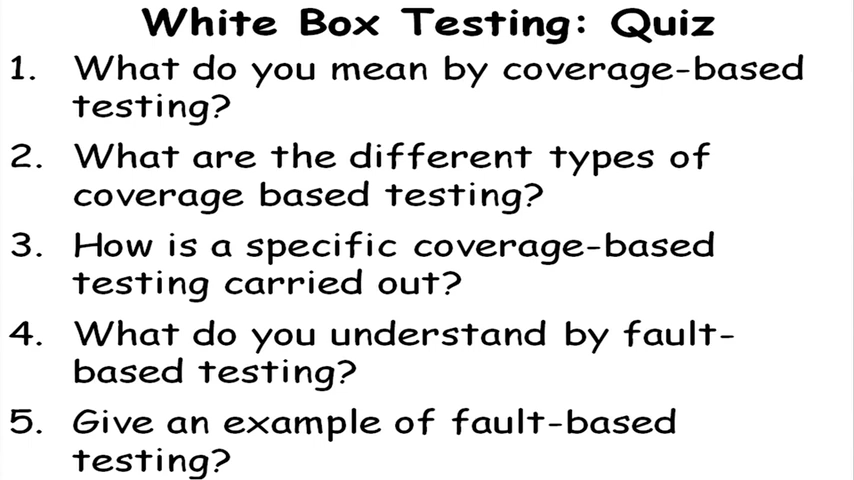 White Box Testing: Quiz
1. What do you mean by coverage-based
testing?
2. What are the different types of
coverage based testing?
3. How is a specific coverage-based
testing carried out?
4. What do you understand by fault-
based testing?
5. Give an example of fault-based
testing?